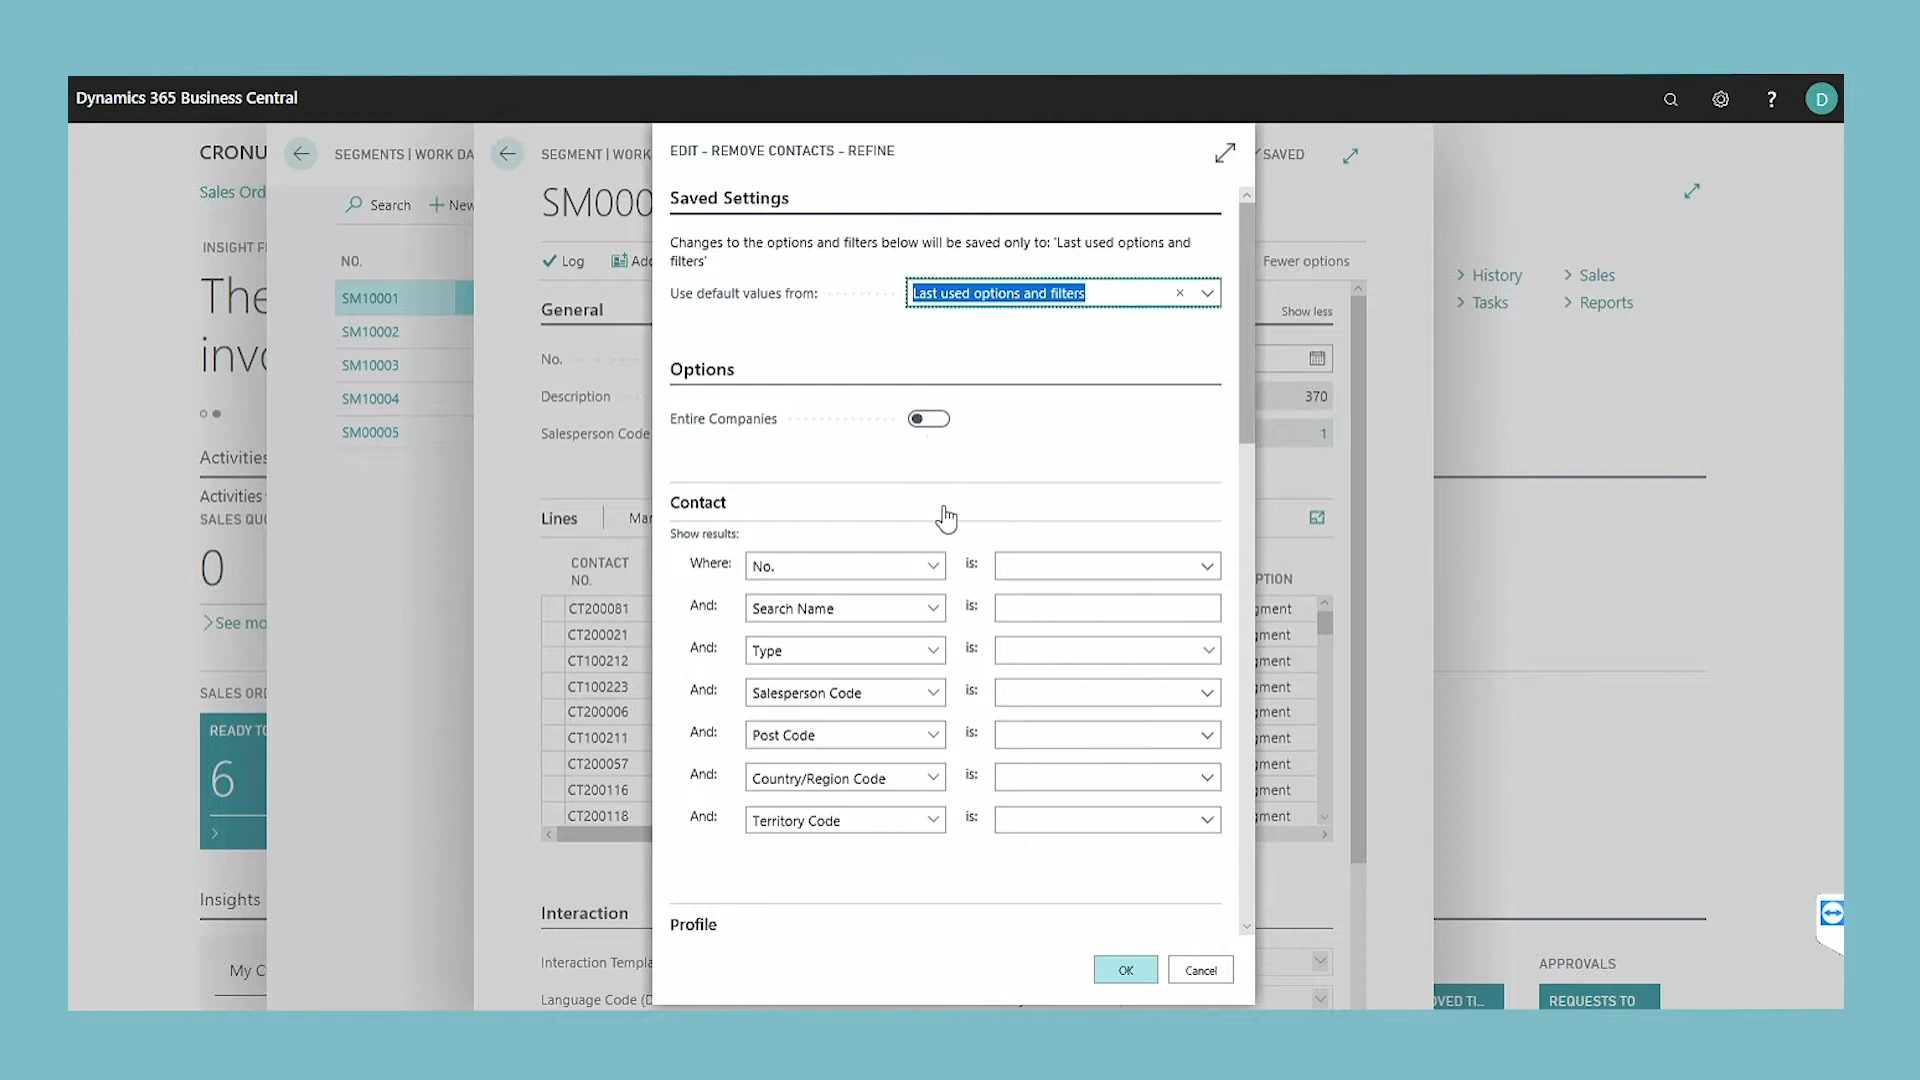 Dynamics 365 Business Central
?
D
CRONU
Sales Ord
INSIGHT F
The
invo
Activities
Activities
SALES QU
0
See mo
SALES ORD
READY TO
6
Insights
My C
SEGMENTS | WORK DA
Search
New
NO.
SM10001
SM10002
SM10003
SM10004
SM00005
SEGMENT | WORK
SAVED
SM000
Log
Add
Fewer options
General
Show less
No.
Description
370
Salesperson Code
1
Lines
Man
CONTACT
NO.
PTION
CT200081
gment
CT200021
gment
CT100212
gment
CT100223
gment
CT200006
gment
CT100211
gment
CT200057
gment
CT200116
gment
CT200118
gment
Interaction
Interaction Templa
Language Code (D
EDIT - REMOVE CONTACTS - REFINE
Saved Settings
Changes to the options and filters below will be saved only to: 'Last used options and
filters'
Use default values from:
Last used options and filters
Options
Entire Companies
Contact
Show results:
Where: No. is:
And: Search Name is:
And: Type is:
And: Salesperson Code is:
And: Post Code is:
And: Country/Region Code is:
And: Territory Code is:
Profile
OK
Cancel
History
Sales
Tasks
Reports
APPROVALS
OVED TI...
REQUESTS TO